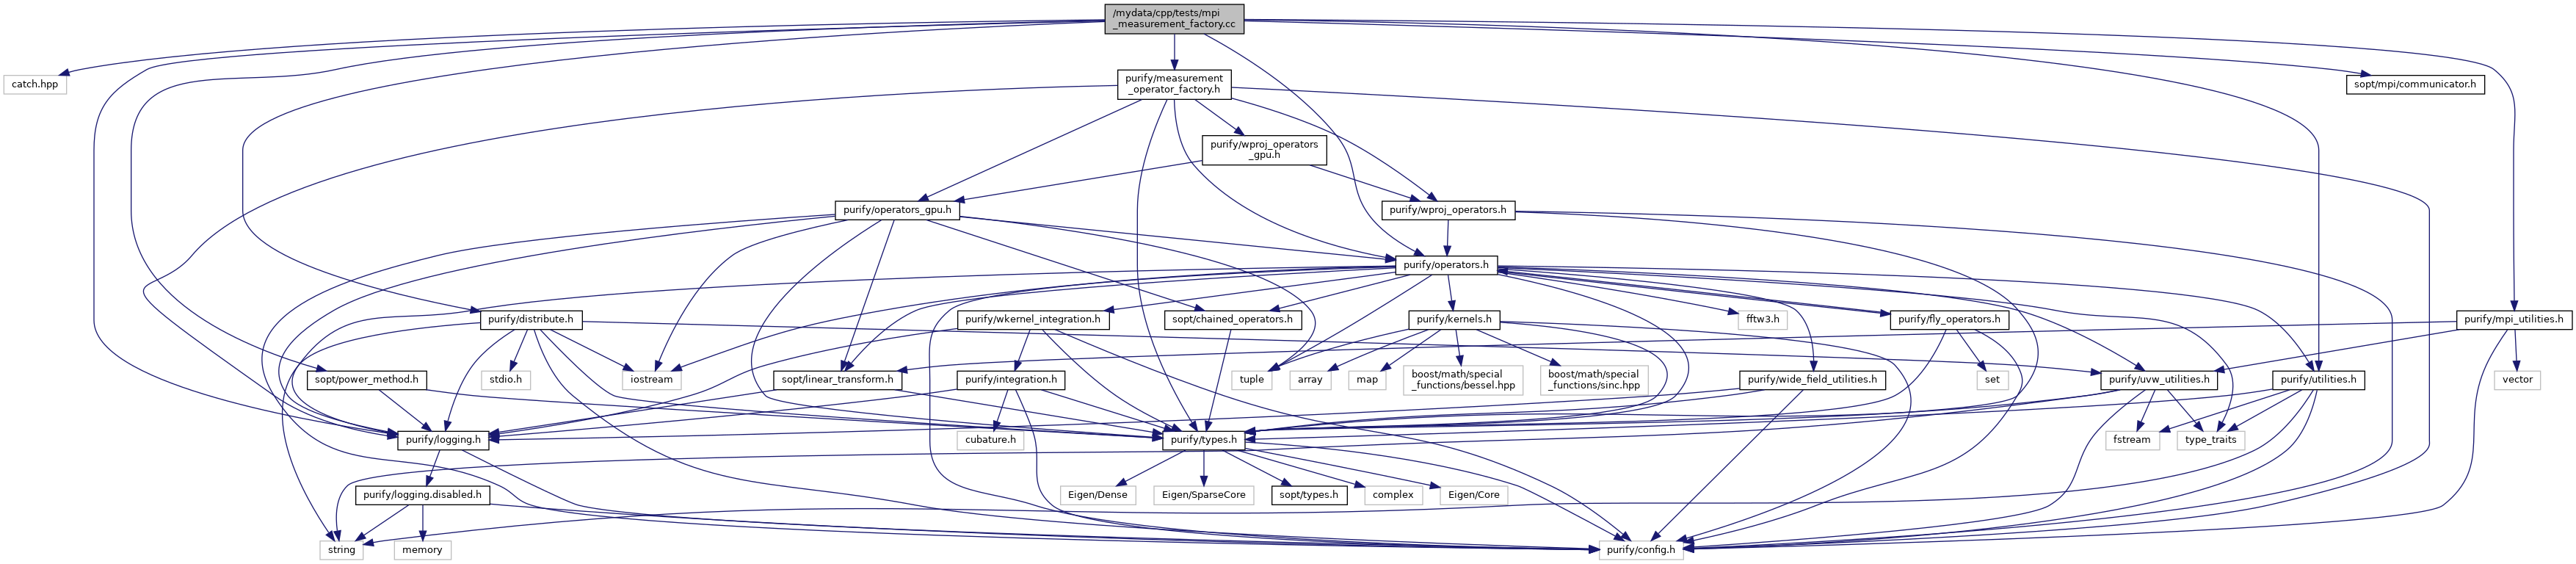 /mydata/cpp/tests/mpi
_measurement_factory.cc
catch.hpp
purify/measurement
_operator_factory.h
sopt/mpi/communicator.h
purify/wproj_operators
_gpu.h
purify/operators_gpu.h
purify/wproj_operators.h
purify/operators.h
purify/distribute.h
purify/wkernel_integration.h
sopt/chained_operators.h
purify/kernels.h
fftw3.h
purify/fly_operators.h
purify/mpi_utilities.h
sopt/power_method.h
stdio.h
iostream
sopt/linear_transform.h
purify/integration.h
tuple
array
map
boost/math/special
_functions/bessel.hpp
boost/math/special
_functions/sinc.hpp
purify/wide_field_utilities.h
set
purify/uvw_utilities.h
purify/utilities.h
vector
purify/logging.h
cubature.h
purify/types.h
fstream
type_traits
purify/logging.disabled.h
Eigen/Dense
Eigen/SparseCore
sopt/types.h
complex
Eigen/Core
string
memory
purify/config.h